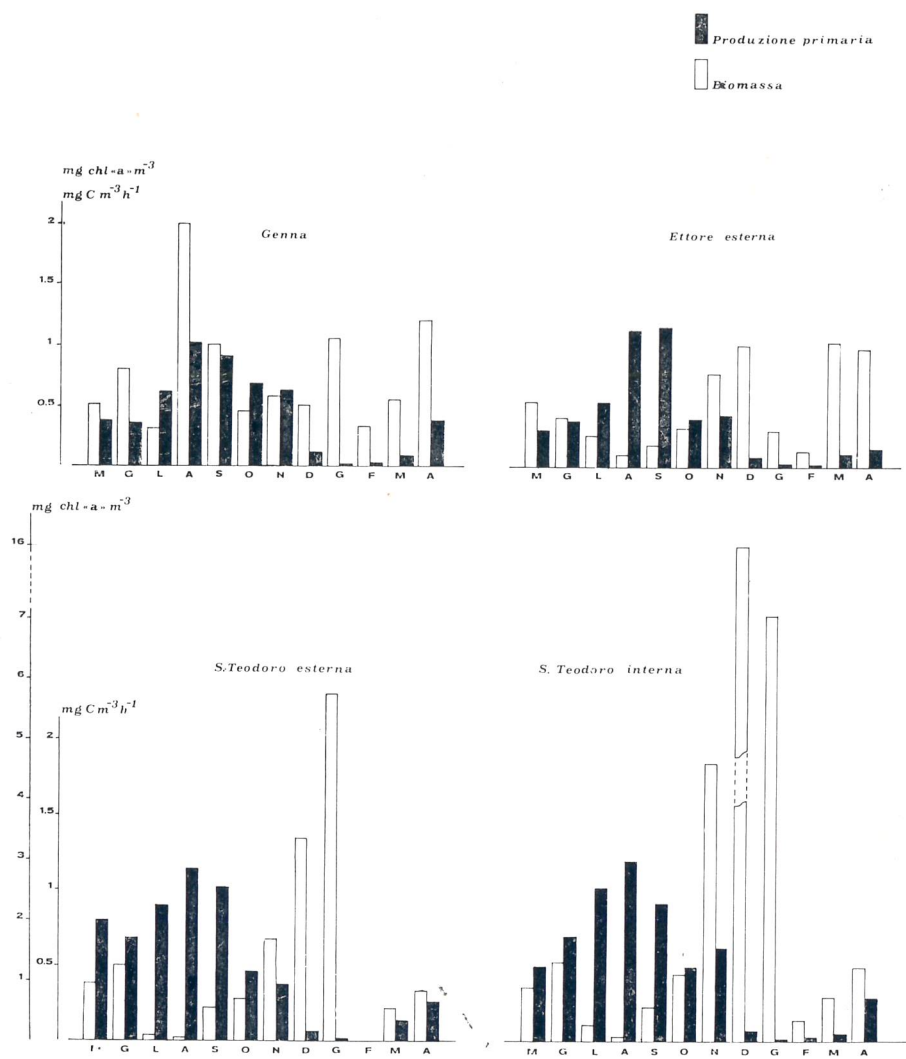 Produzione primaria
Biomassa
mg chl «a» m⁻³
mg C m⁻³ h⁻¹
Genna
Ettore esterna
2
1.5
1
0.5
M G L A S O N D G F M A
M G L A S O N D G F M A
mg chl «a» m⁻³
16
7
6
5
4
3
2
1
S. Teodoro esterna
S. Teodoro interna
mg C m⁻³ h⁻¹
2
1.5
1
0.5
G L A S O N D G F M A
M G L A S O N D G F M A